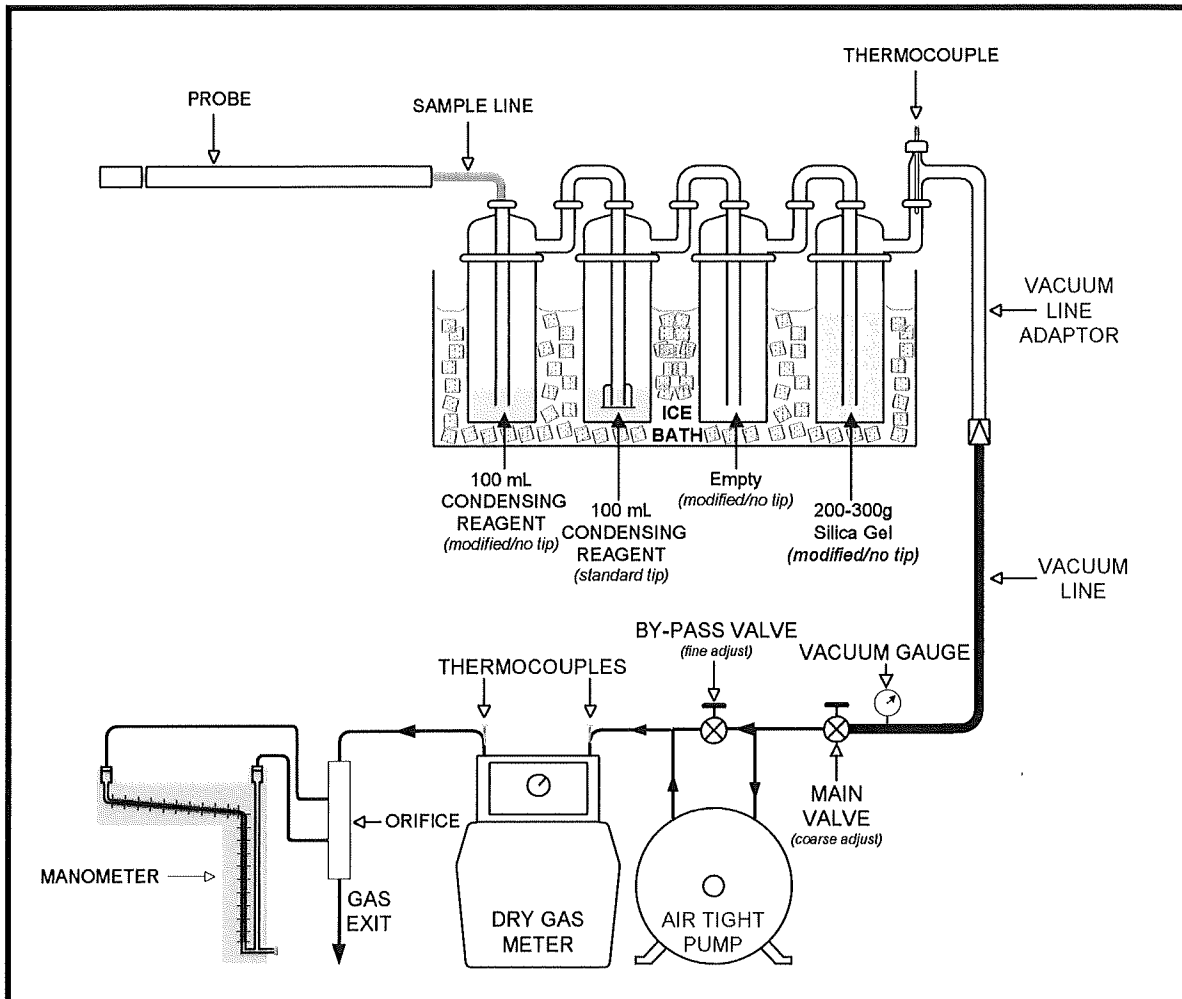 THERMOCOUPLE
PROBE
SAMPLE LINE
VACUUM
LINE
ADAPTOR
ICE
BATH
100 mL
CONDENSING
REAGENT
(modified/no tip)
100 mL
CONDENSING
REAGENT
(standard tip)
Empty
(modified/no tip)
200-300g
Silica Gel
(modified/no tip)
VACUUM
LINE
BY-PASS VALVE
(fine adjust)
VACUUM GAUGE
THERMOCOUPLES
MAIN
VALVE
(coarse adjust)
ORIFICE
MANOMETER
GAS
EXIT
DRY GAS
METER
AIR TIGHT
PUMP